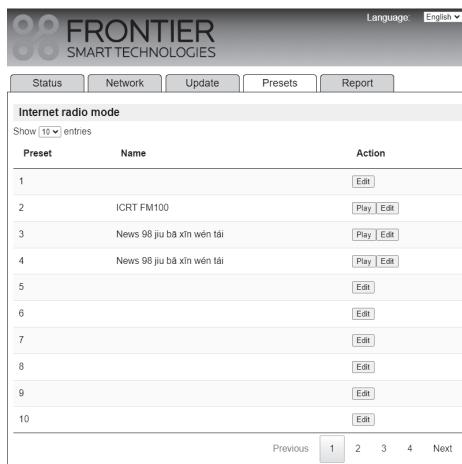 FRONTIER
SMART TECHNOLOGIES
Language: English
Status Network Update Presets Report
Internet radio mode
Show 10 entries
Preset Name Action
1 Edit
2 ICRT FM100 Play Edit
3 News 98 jiu bā xīn wén tái Play Edit
4 News 98 jiu bā xīn wén tái Play Edit
5 Edit
6 Edit
7 Edit
8 Edit
9 Edit
10 Edit
Previous 1 2 3 4 Next